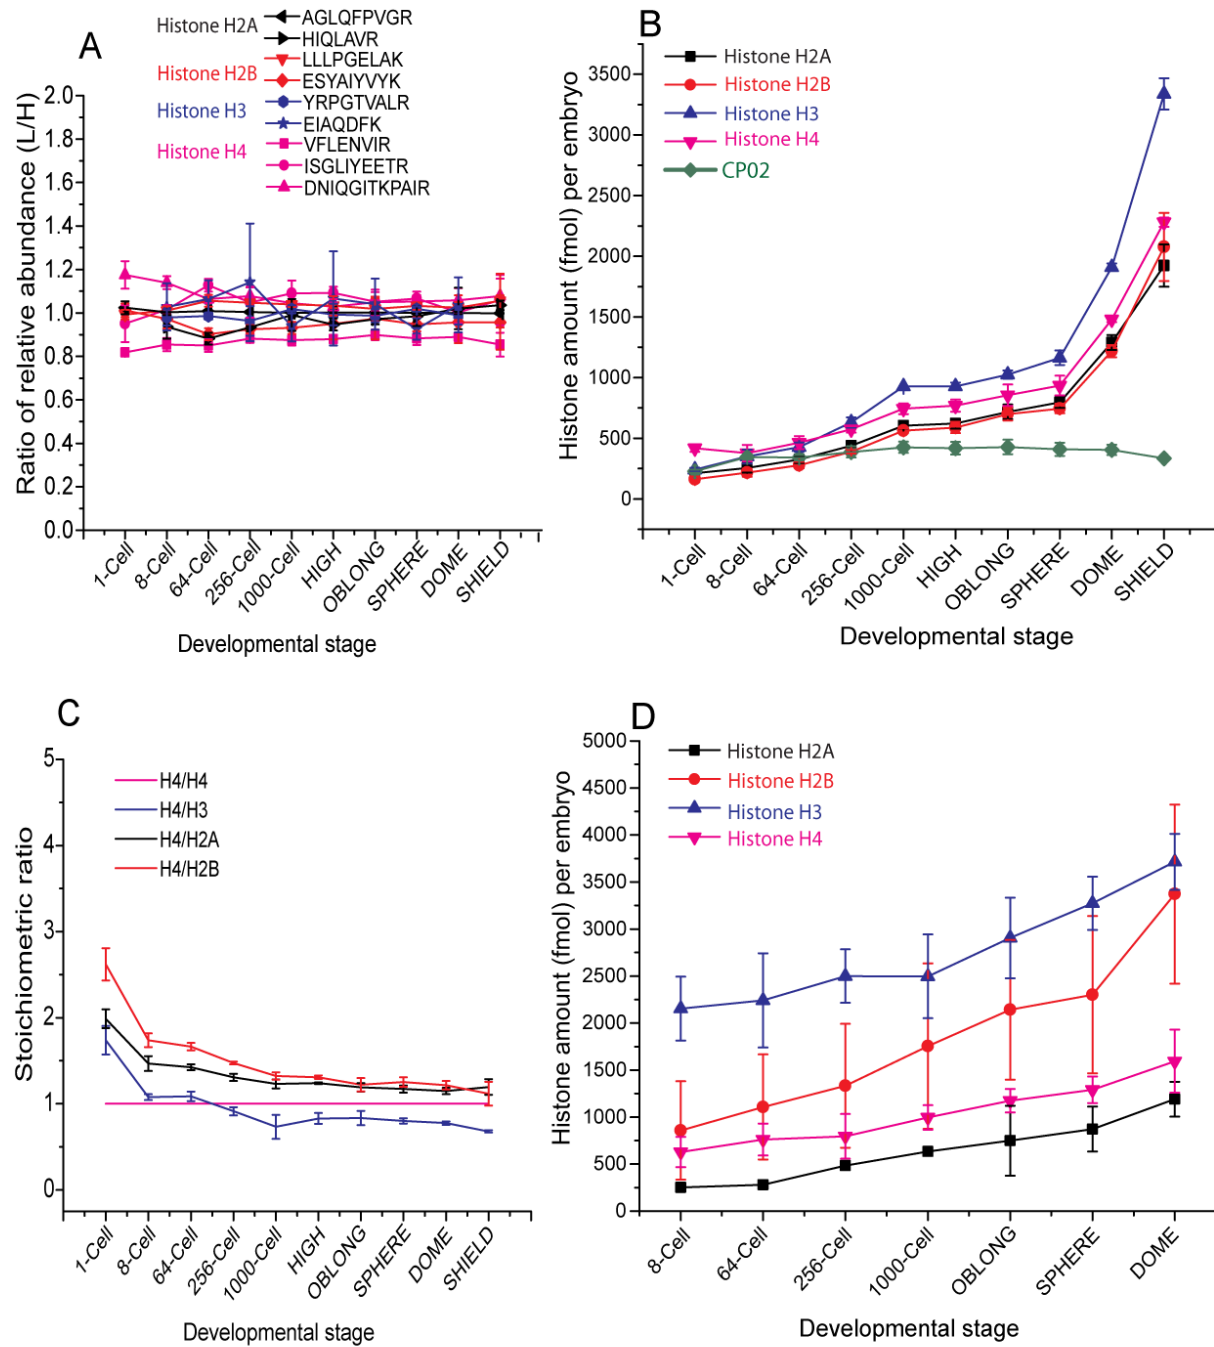 A
Histone H2A
AGLQFPVGR
HIQLAVR
Histone H2B
LLLPGELAK
ESYAIYVYK
Histone H3
YRPGTVALR
EIAQDFK
Histone H4
VFLENVIR
ISGLIYEETR
DNIQGITKPAIR
Ratio of relative abundance (L/H)
2.0
1.8
1.6
1.4
1.2
1.0
0.8
0.6
0.4
0.2
0.0
1-Cell
8-Cell
64-Cell
256-Cell
1000-Cell
HIGH
OBLONG
SPHERE
DOME
SHIELD
Developmental stage
B
Histone H2A
Histone H2B
Histone H3
Histone H4
CP02
Histone amount (fmol) per embryo
3500
3000
2500
2000
1500
1000
500
0
1-Cell
8-Cell
64-Cell
256-Cell
1000-Cell
HIGH
OBLONG
SPHERE
DOME
SHIELD
Developmental stage
C
H4/H4
H4/H3
H4/H2A
H4/H2B
Stoichiometric ratio
5
4
3
2
1
0
1-Cell
8-Cell
64-Cell
256-Cell
1000-Cell
HIGH
OBLONG
SPHERE
DOME
SHIELD
Developmental stage
D
Histone H2A
Histone H2B
Histone H3
Histone H4
Histone amount (fmol) per embryo
5000
4500
4000
3500
3000
2500
2000
1500
1000
500
0
8-Cell
64-Cell
256-Cell
1000-Cell
OBLONG
SPHERE
DOME
Developmental stage